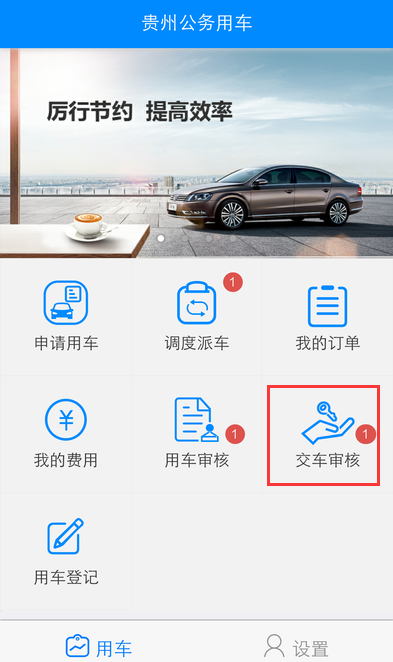 贵州公务用车
厉行节约 提高效率
1
申请用车 调度派车 我的订单
¥
1 1
我的费用 用车审核 交车审核
用车登记
用车 设置